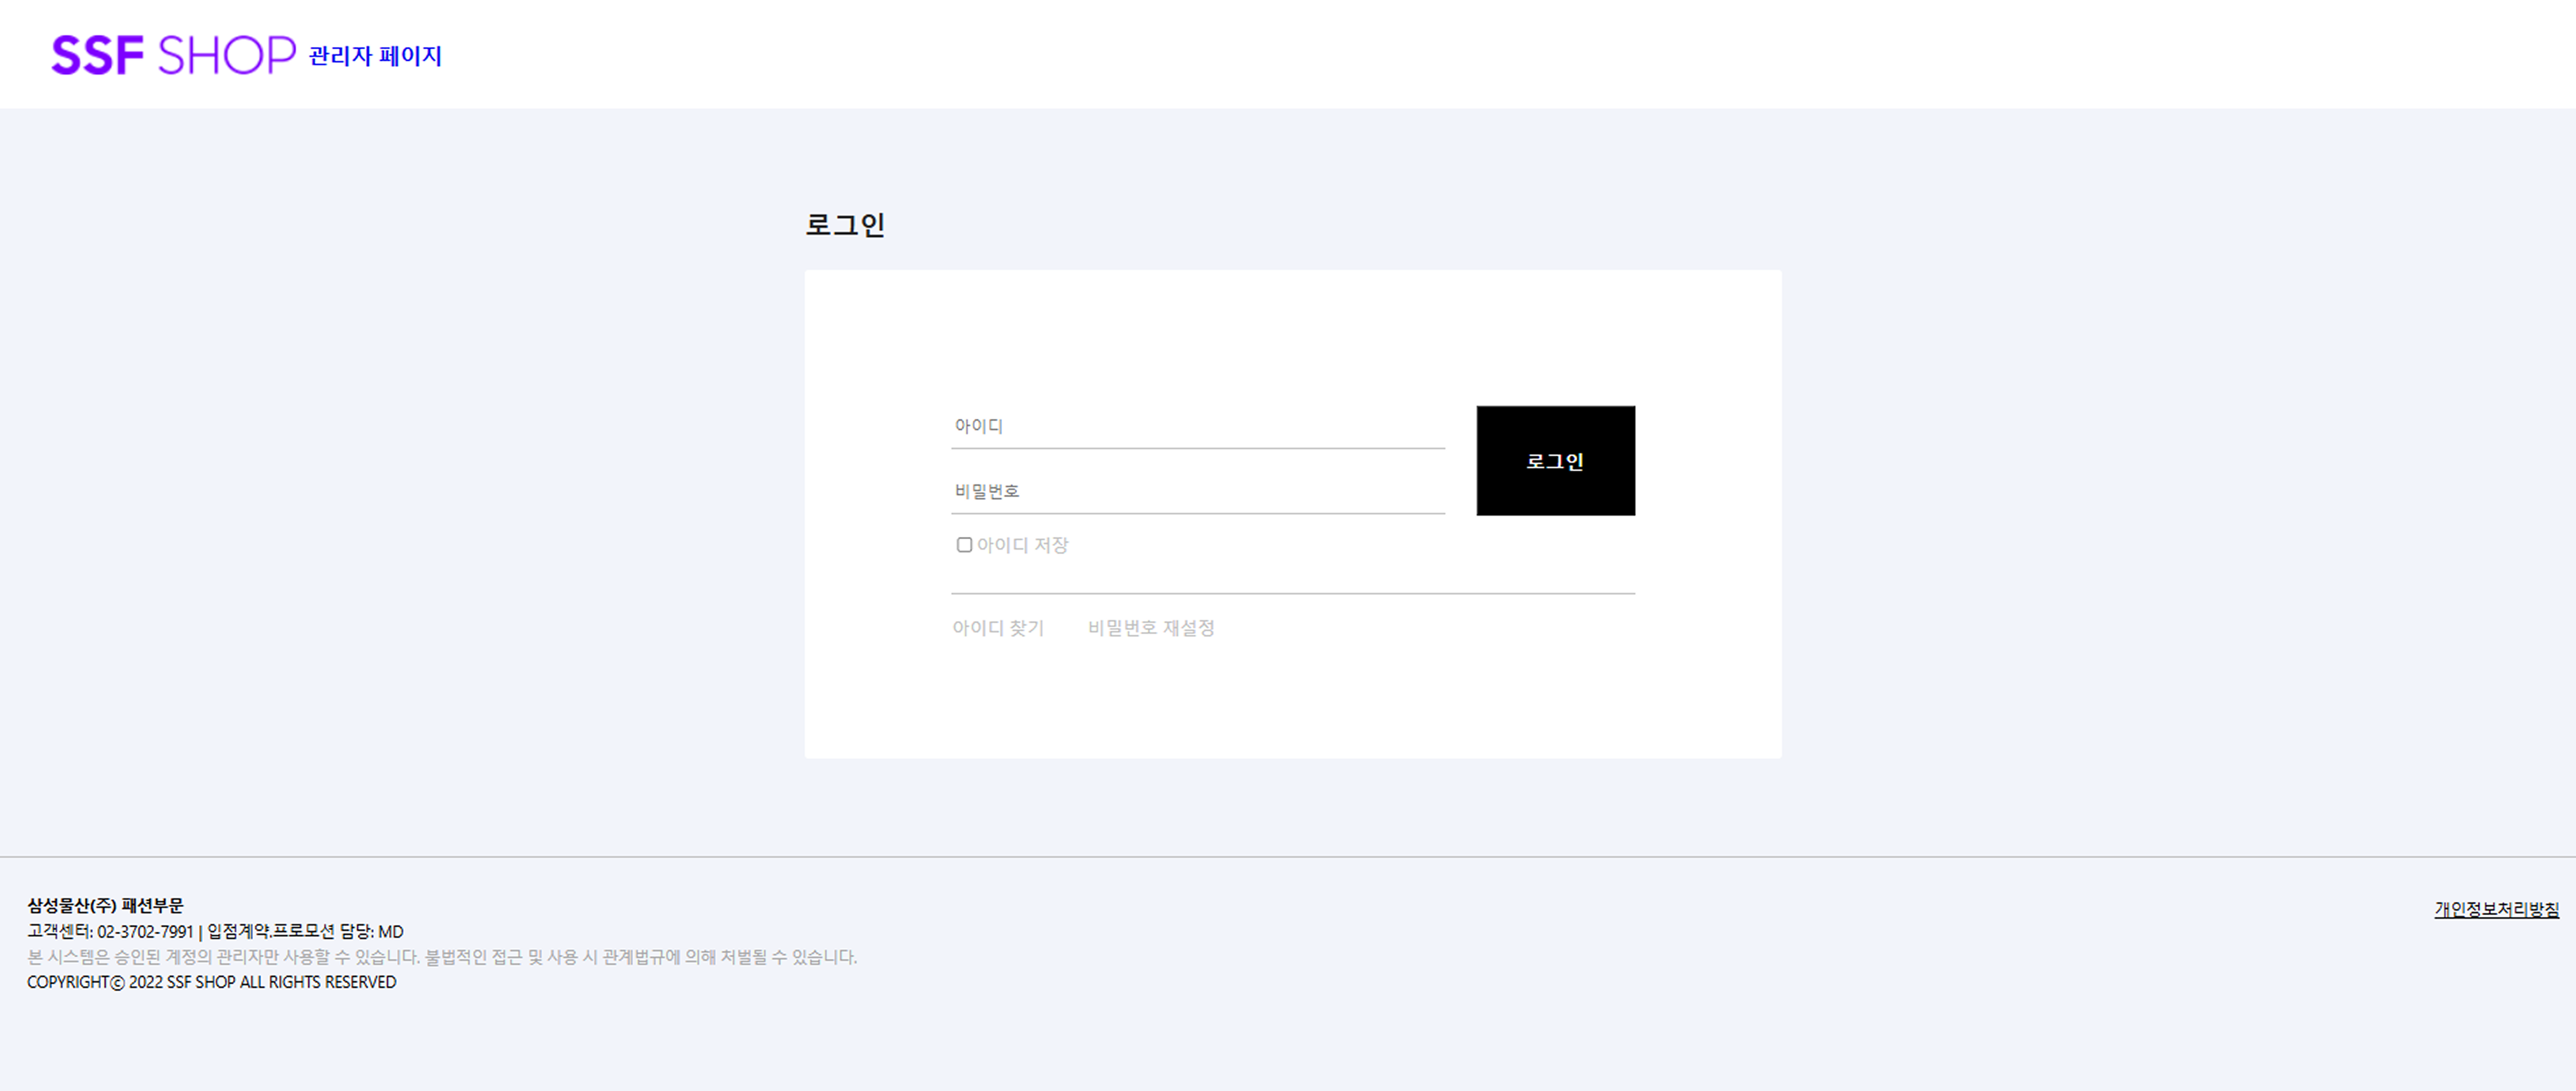 SSF SHOP 관리자 페이지
로그인
아이디
로그인
비밀번호
아이디 저장
아이디 찾기 비밀번호 재설정
삼성물산(주) 패션부문
개인정보처리방침
고객센터: 02-3702-7991 | 입점계약.프로모션 담당: MD
본 시스템은 승인된 계정의 관리자만 사용할 수 있습니다. 불법적인 접근 및 사용 시 관계법규에 의해 처벌될 수 있습니다.
COPYRIGHTⓒ 2022 SSF SHOP ALL RIGHTS RESERVED